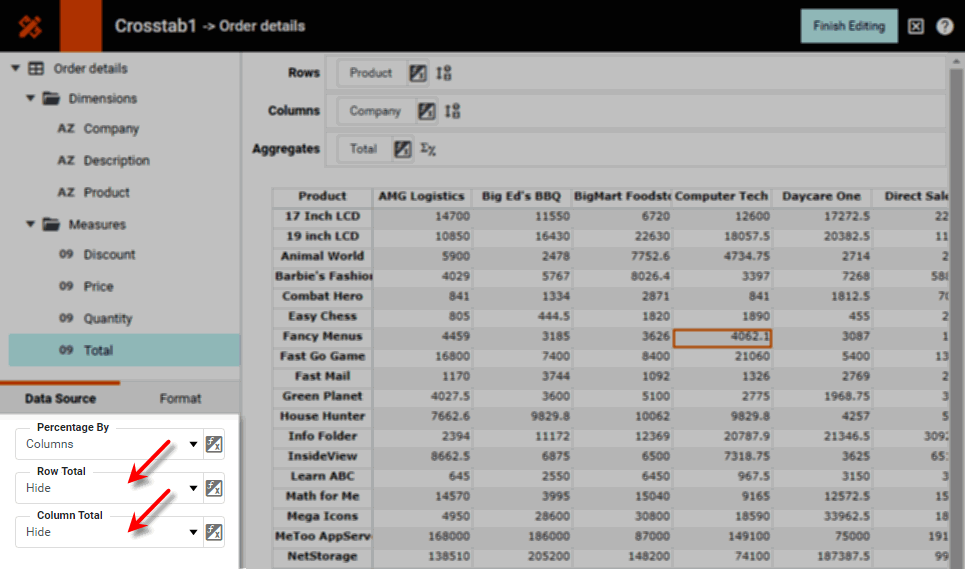 Crosstab1 -> Order details
Finish Editing
Order details
Dimensions
AZ Company
AZ Description
AZ Product
Measures
09 Discount
09 Price
09 Quantity
09 Total
Data Source Format
Percentage By
Columns
Row Total
Hide
Column Total
Hide
Rows Product
Columns Company
Aggregates Total
Product AMG Logistics Big Ed's BBQ BigMart Foodstc Computer Tech Daycare One Direct Sale
17 Inch LCD 14700 11550 6720 12600 17272.5 22
19 inch LCD 10850 16430 22630 18057.5 20382.5 11
Animal World 5900 2478 7752.6 4734.75 2714 2
Barbie's Fashion 4029 5767 8026.4 3397 7268 588
Combat Hero 841 1334 2871 841 1812.5 70
Easy Chess 805 444.5 1820 1890 455 2
Fancy Menus 4459 3185 3626 4062.1 3087 1
Fast Go Game 16800 7400 8400 21060 5400 13
Fast Mail 1170 3744 1092 1326 2769 2
Green Planet 4027.5 3600 5100 2775 1968.75 3
House Hunter 7662.6 9829.8 10062 9829.8 4257 5
Info Folder 2394 11172 12369 20787.9 21346.5 3092
InsideView 8662.5 6875 6500 7318.75 3625 651
Learn ABC 645 2550 6450 967.5 3150 3
Math for Me 14570 3995 15040 9165 12572.5 15
Mega Icons 4950 28600 30800 18590 33962.5 18
MeToo AppServ 168000 186000 87000 149100 75000 191
NetStorage 138510 205200 148200 74100 187387.5 99